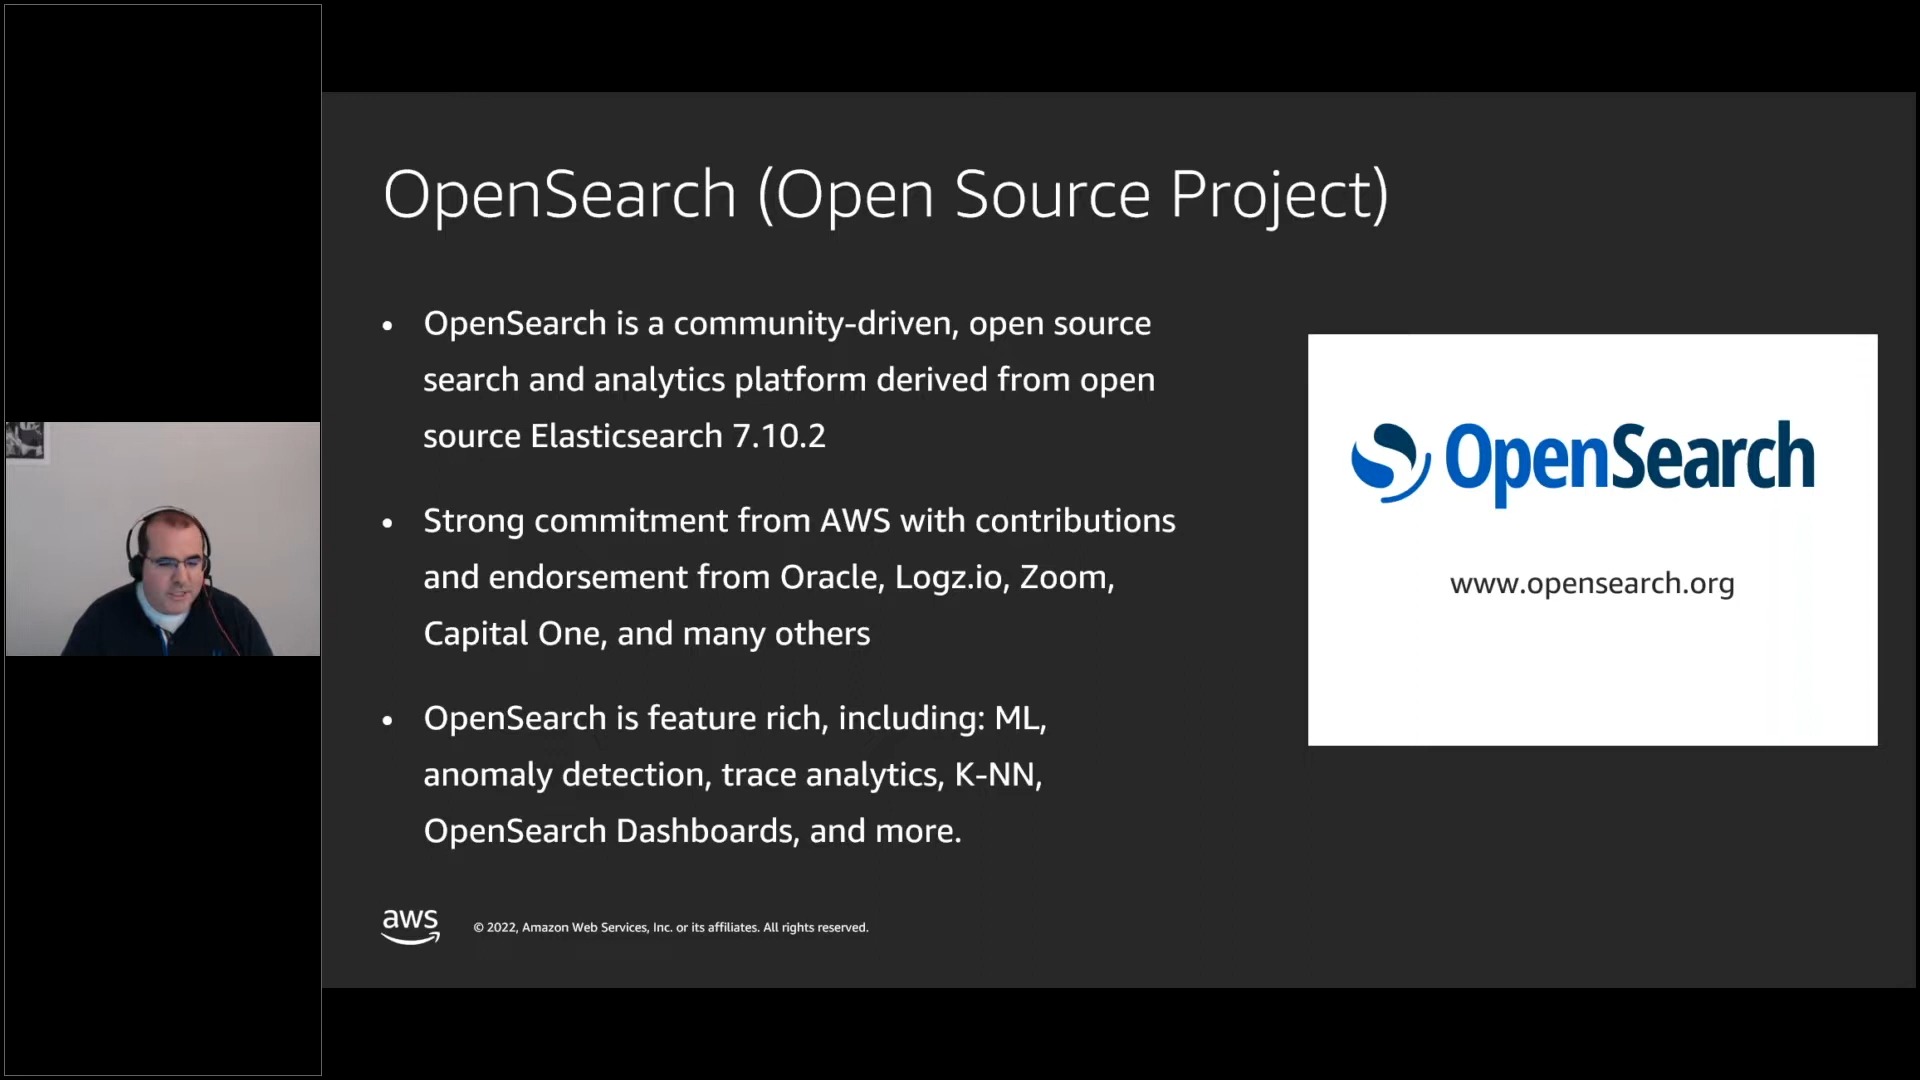 OpenSearch (Open Source Project)
• OpenSearch is a community-driven, open source
search and analytics platform derived from open
source Elasticsearch 7.10.2
• Strong commitment from AWS with contributions
and endorsement from Oracle, Logz.io, Zoom,
Capital One, and many others
• OpenSearch is feature rich, including: ML,
anomaly detection, trace analytics, K-NN,
OpenSearch Dashboards, and more.
OpenSearch
www.opensearch.org
aws
© 2022, Amazon Web Services, Inc. or its affiliates. All rights reserved.